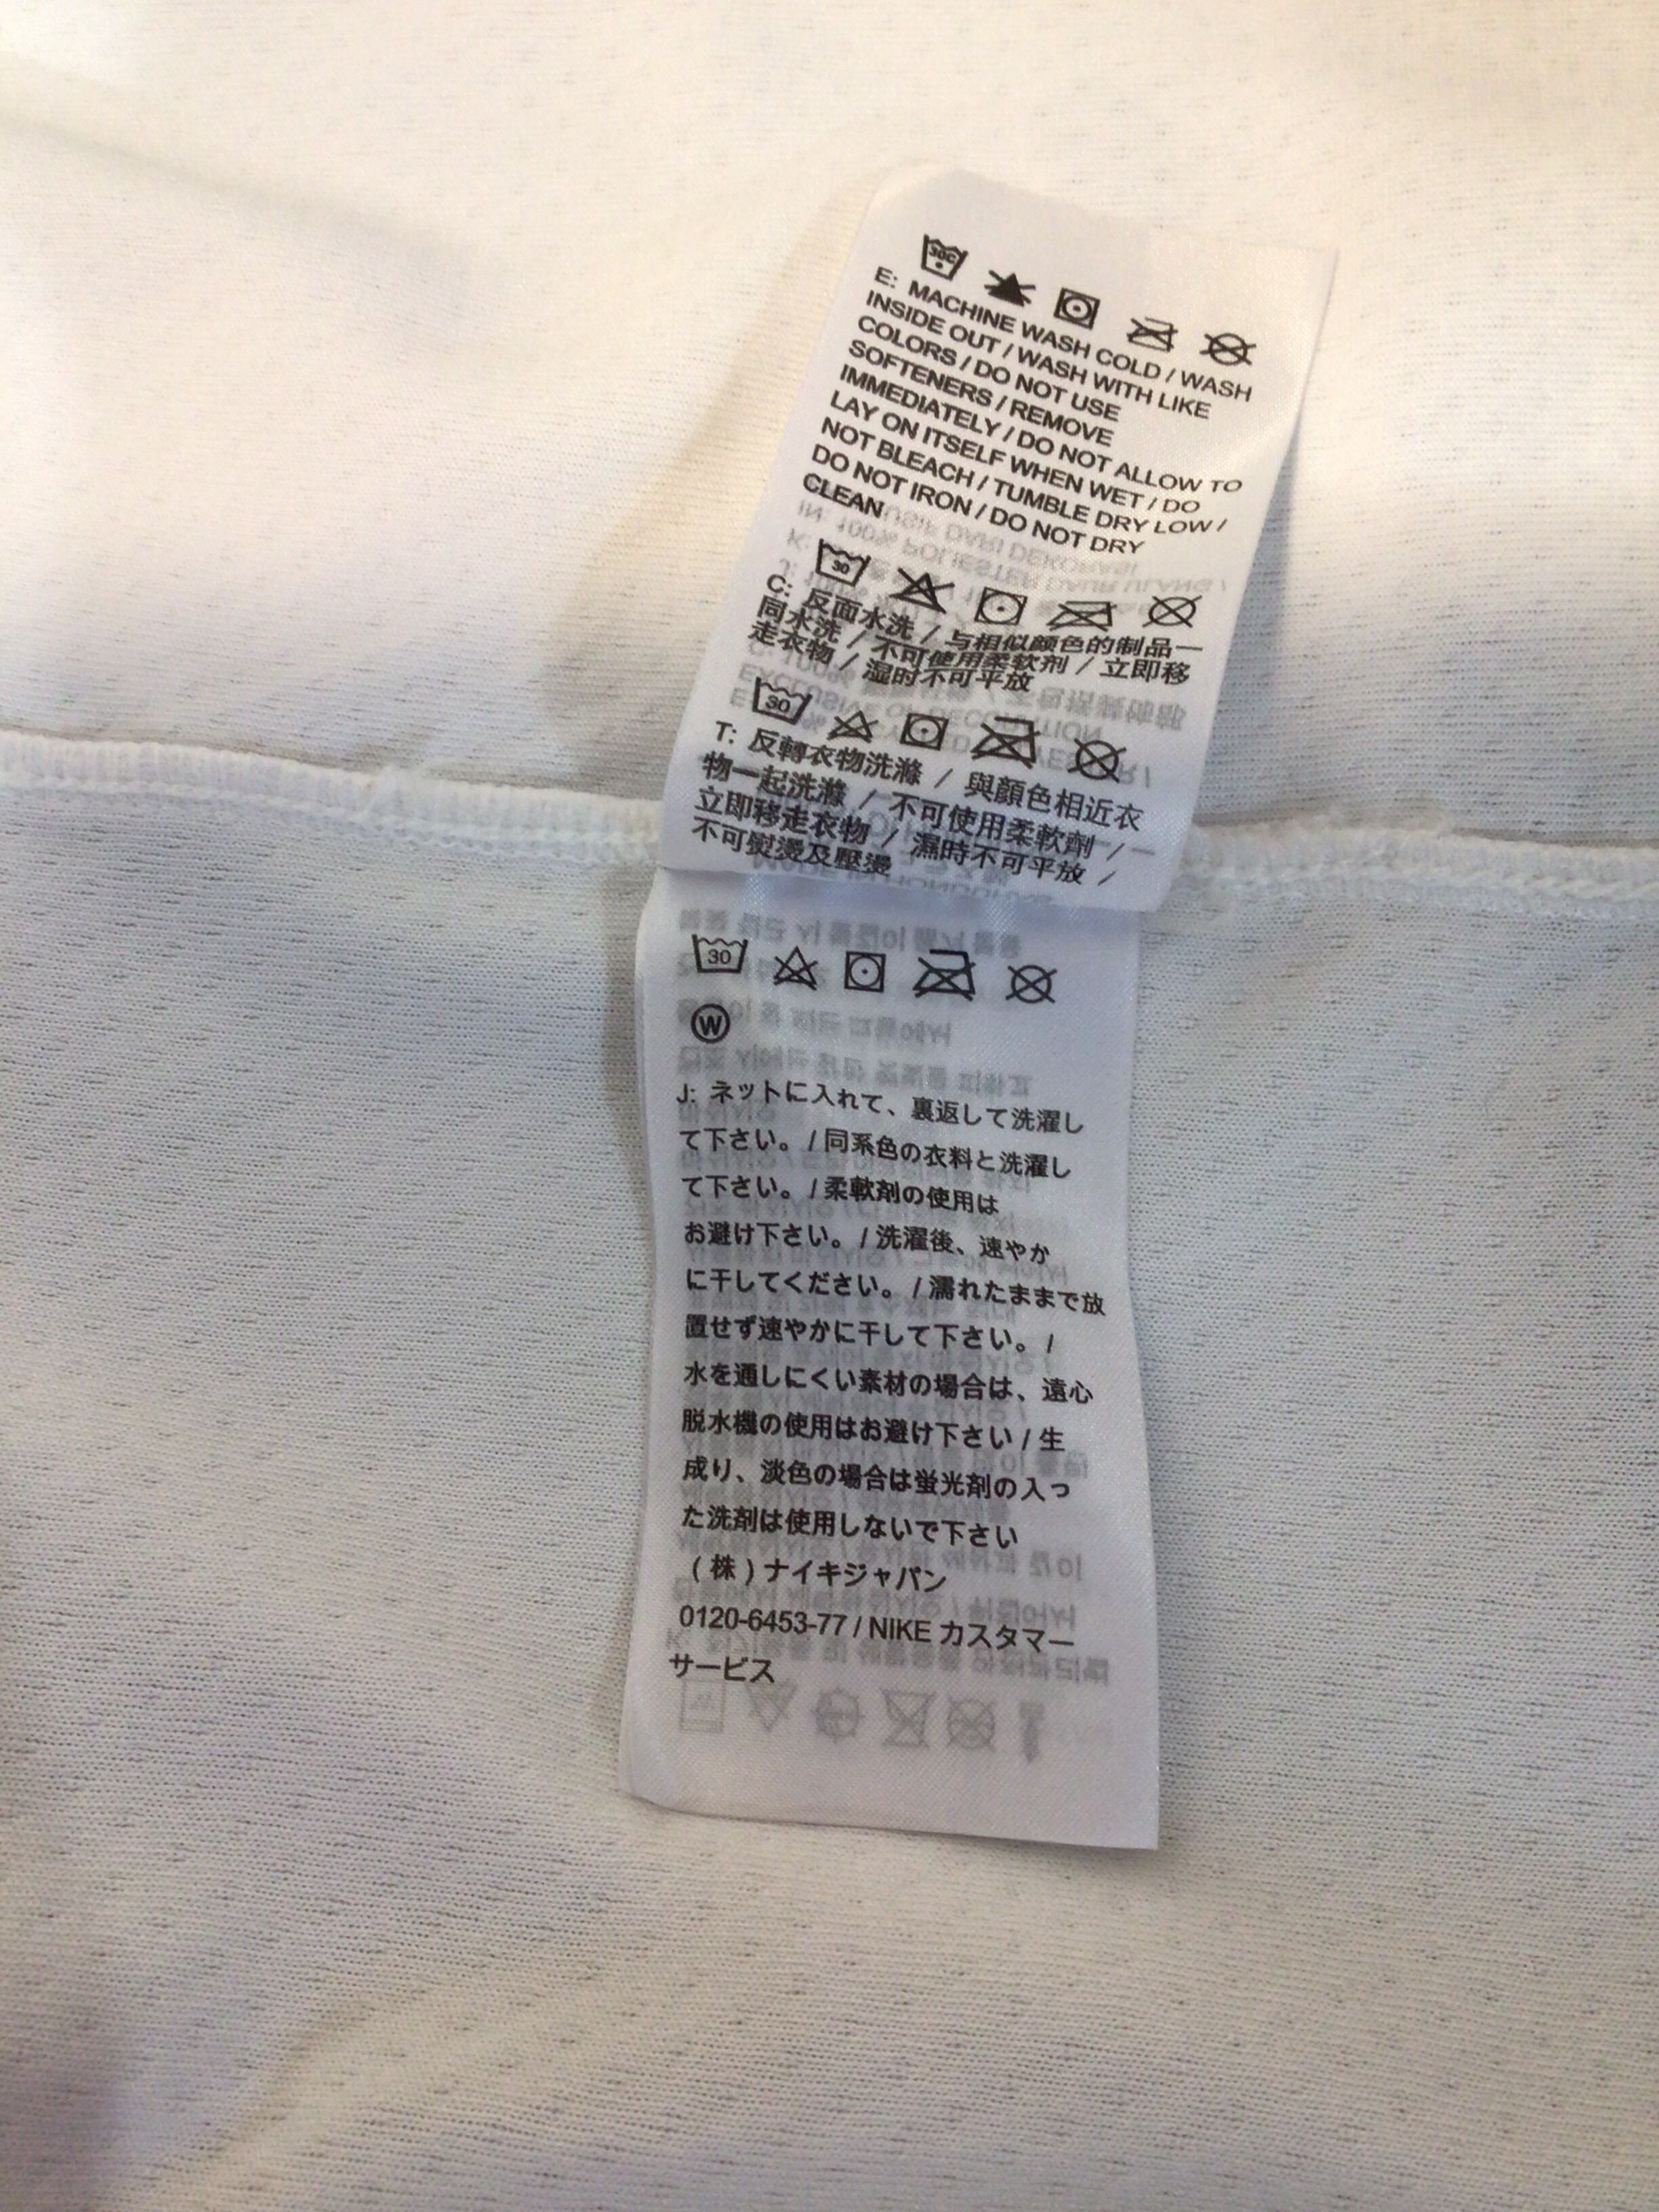 30C
E: MACHINE WASH COLD / WASH
INSIDE OUT / WASH WITH LIKE
COLORS / DO NOT USE
SOFTENERS / REMOVE
IMMEDIATELY / DO NOT ALLOW TO
LAY ON ITSELF WHEN WET / DO
NOT BLEACH / TUMBLE DRY LOW /
DO NOT IRON / DO NOT DRY
CLEAN
30
C: 反面水洗 / 与相似颜色的制品一
同水洗 / 不可使用柔软剂 / 立即移
走衣物 / 湿时不可平放
30
T: 反轉衣物洗滌 / 與顏色相近衣
物一起洗滌 / 不可使用柔軟劑 /
立即移走衣物 / 濕時不可平放 /
不可熨燙及壓燙
30
W
J: ネットに入れて、裏返して洗濯し
て下さい。 / 同系色の衣料と洗濯し
て下さい。 / 柔軟剤の使用は
お避け下さい。 / 洗濯後、速やか
に干してください。 / 濡れたままで放
置せず速やかに干して下さい。 /
水を通しにくい素材の場合は、遠心
脱水機の使用はお避け下さい / 生
成り、淡色の場合は蛍光剤の入っ
た洗剤は使用しないで下さい
(株)ナイキジャパン
0120-6453-77 / NIKE カスタマー
サービス